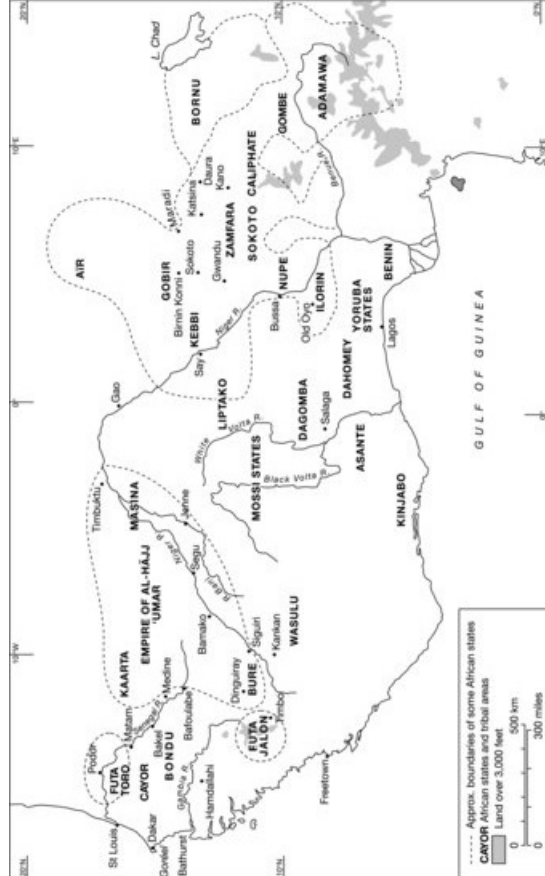 20°N
10°E
20°N
L. Chad
BORNU
AÏR
Maradi
Daura
Katsina
Kano
GOBIR
Birnin Konni
Sokoto
Gwandu
ZAMFARA
SOKOTO CALIPHATE
GOMBE
ADAMAWA
KEBBI
Say
Niger R.
Benue R.
Bussa
NUPE
ILORIN
Old Oyo
YORUBA
STATES
BENIN
Lagos
DAHOMEY
Gao
0°
LIPTAKO
White
Volta R.
DAGOMBA
Salaga
ASANTE
MOSSI STATES
Black Volta R.
KINJABO
Timbuktu
MASINA
Jenne
Niger R.
Segu
R. Bani
EMPIRE OF AL-HĀJJ
ʿUMAR
KAARTA
Bamako
Siguiri
Kankan
WASULU
BURE
Dinguiray
Timbo
FUTA
JALON
10°W
Medine
Bafoulabe
Senegal R.
Matam
Bakel
BONDU
CAYOR
Podor
FUTA
TORO
St Louis
Dakar
Gorée
Bathurst
Gambia R.
Hamdallahi
Freetown
GULF OF GUINEA
10°E
0°
Approx. boundaries of some African states
CAYOR African states and tribal areas
Land over 3,000 feet
0 500 km
0 300 miles